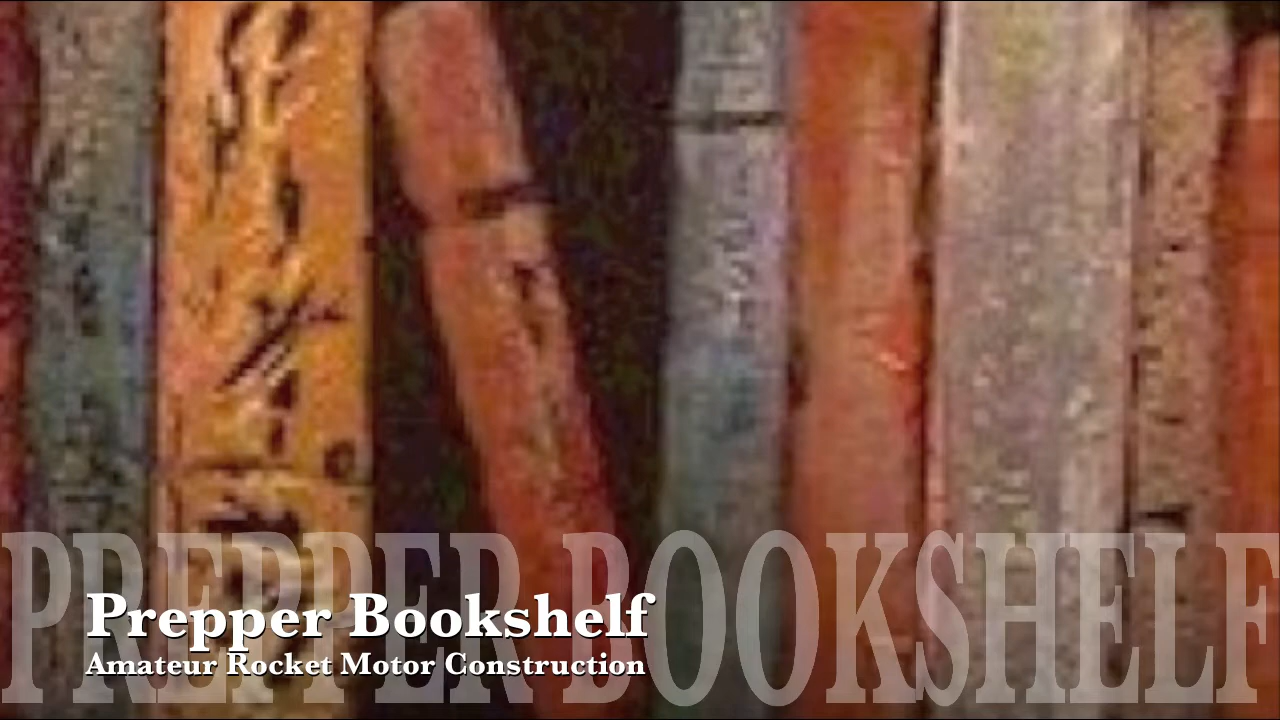 PREPPER BOOKSHELF
Prepper Bookshelf
Amateur Rocket Motor Construction